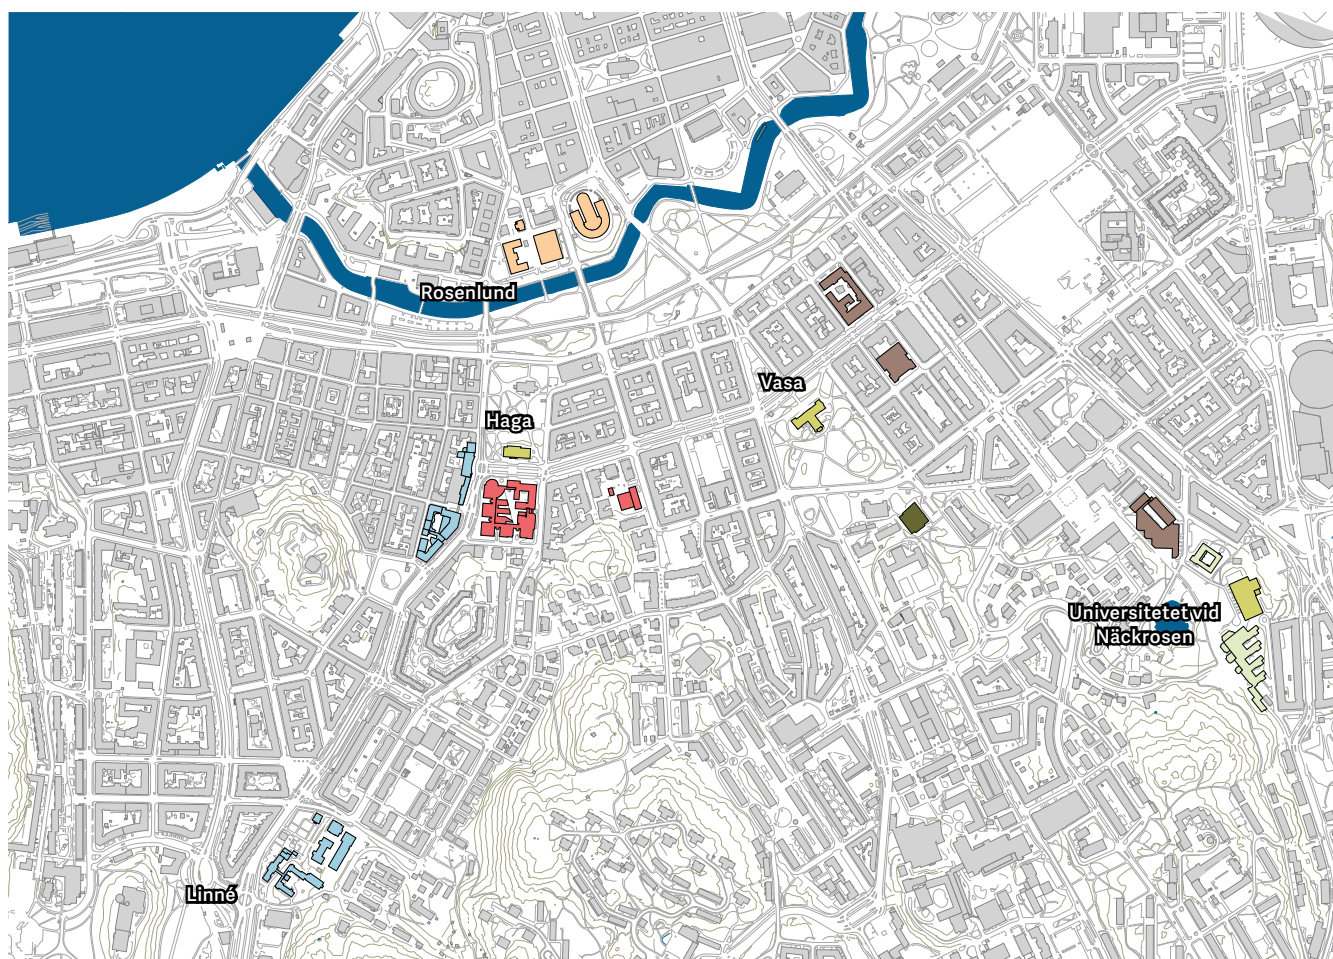 Rosenlund
Vasa
Haga
Universitetet vid
Näckrosen
Linné